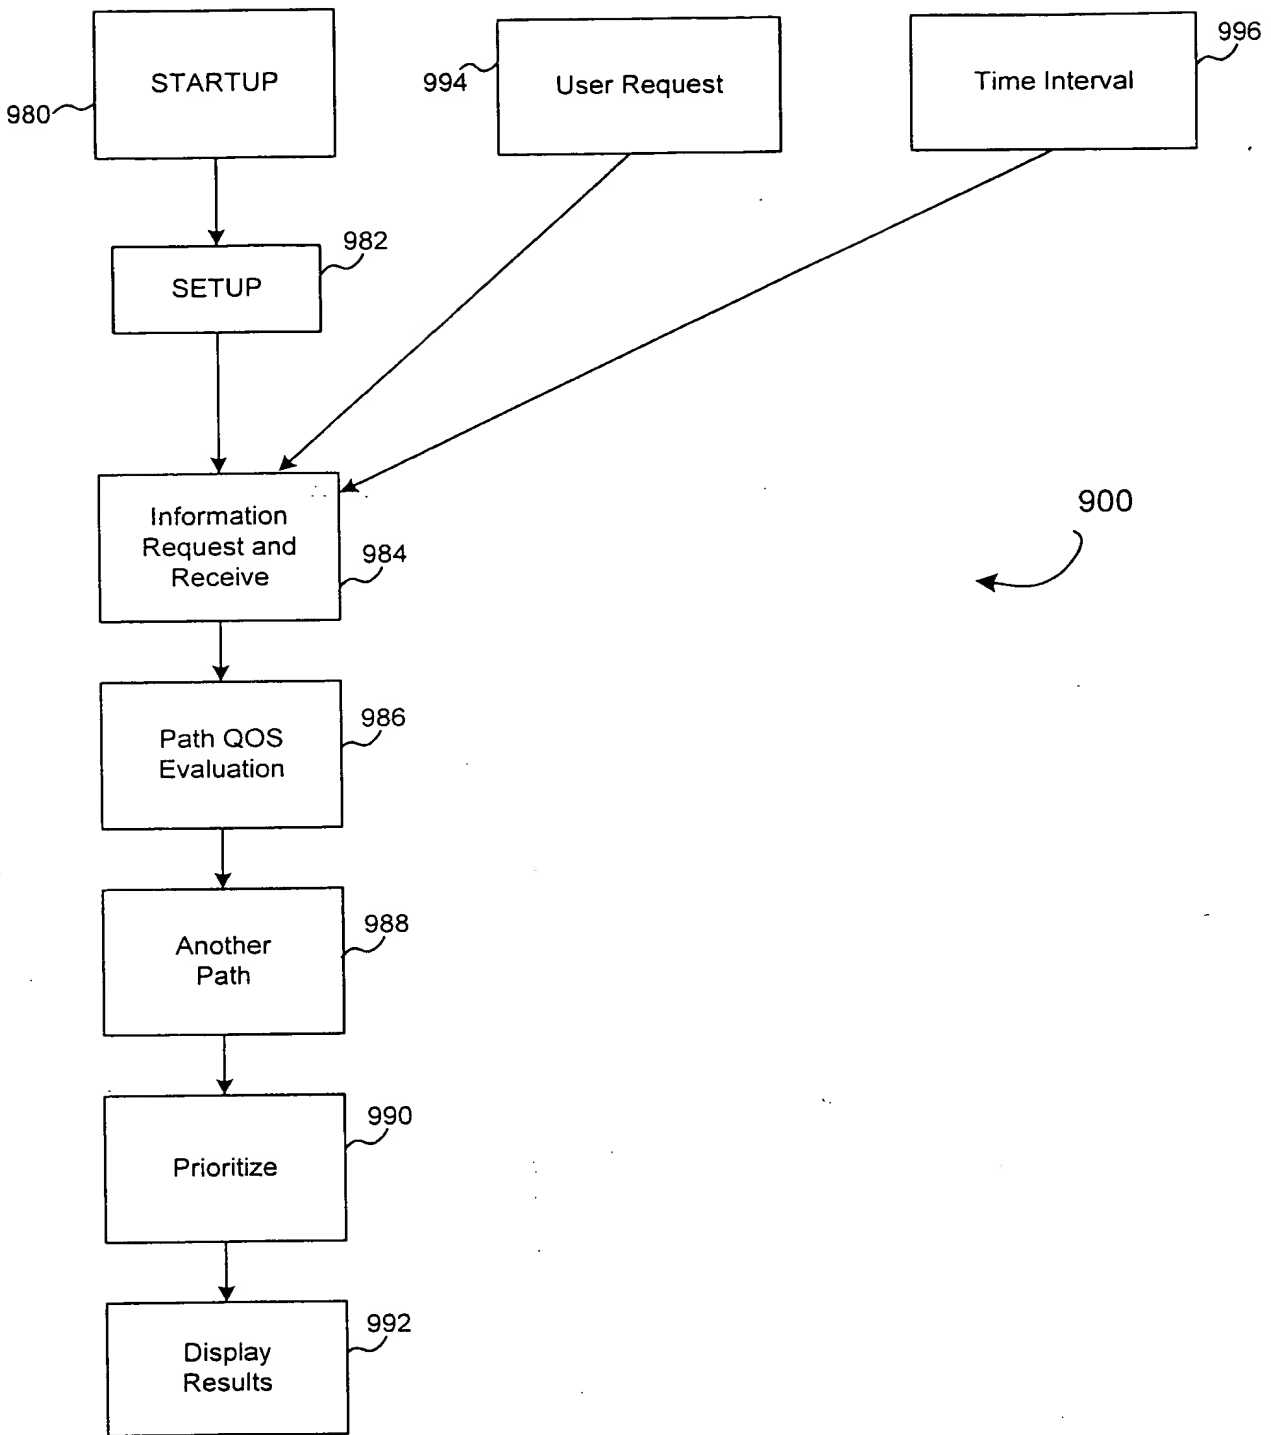 STARTUP
980
994
User Request
Time Interval
996
982
SETUP
Information
Request and
Receive
984
900
986
Path QOS
Evaluation
988
Another
Path
990
Prioritize
992
Display
Results